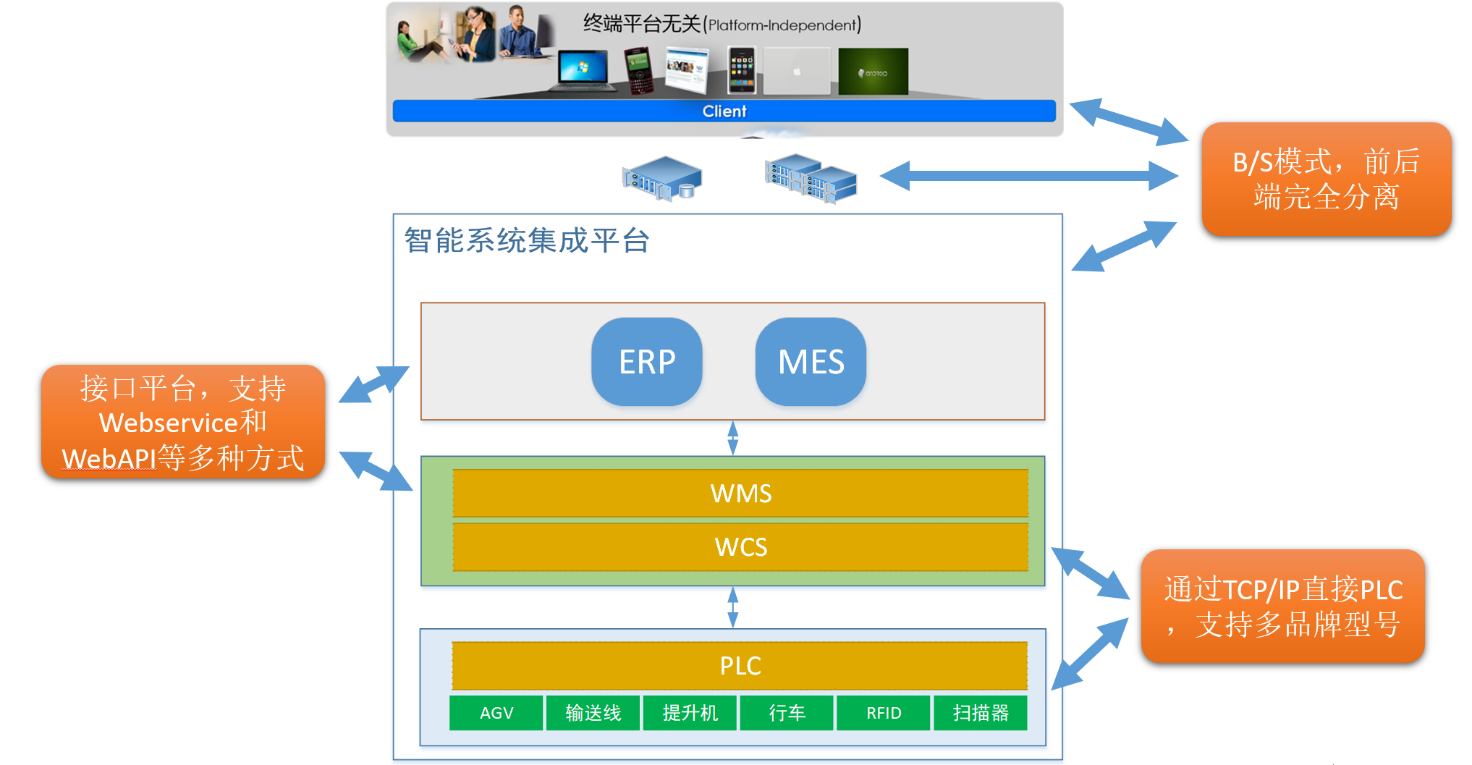 终端平台无关(Platform-Independent)
Client
B/S模式，前后
端完全分离
智能系统集成平台
ERP
MES
接口平台，支持
Webservice和
WebAPI等多种方式
WMS
WCS
通过TCP/IP直接PLC
，支持多品牌型号
PLC
AGV
输送线
提升机
行车
RFID
扫描器